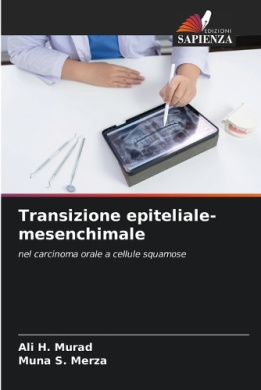 EDIZIONI
SAPIENZA
Transizione epiteliale-
mesenchimale
nel carcinoma orale a cellule squamose
Ali H. Murad
Muna S. Merza